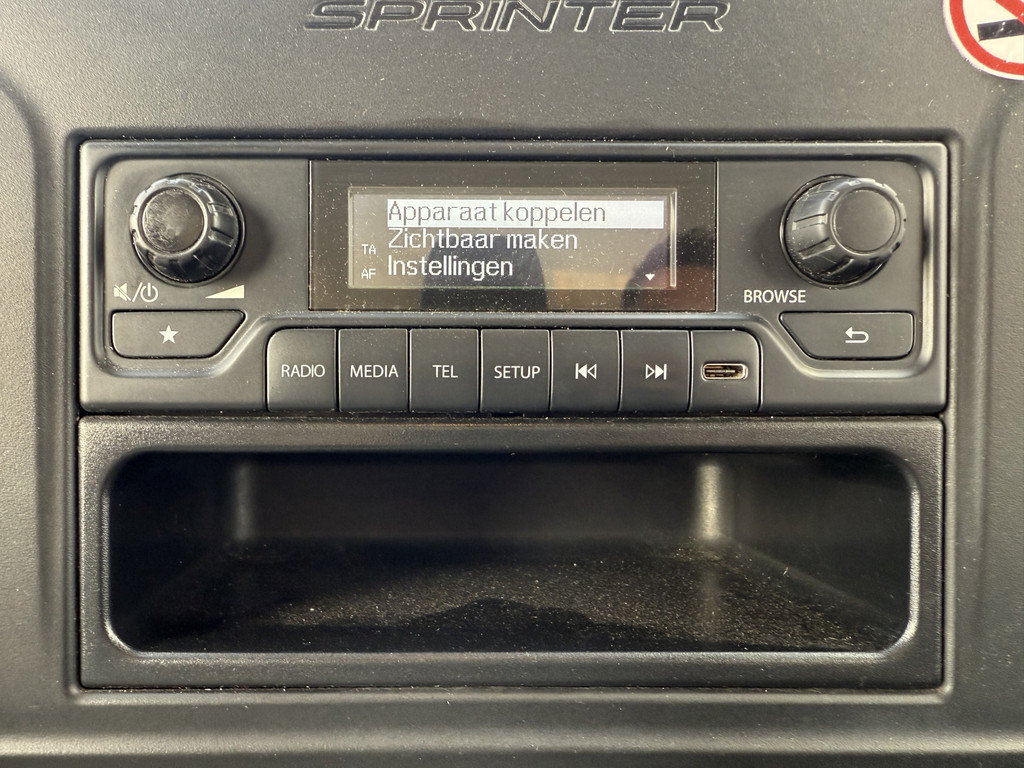 SPRINTER
Apparaat koppelen
TA Zichtbaar maken
AF Instellingen
BROWSE
RADIO MEDIA TEL SETUP